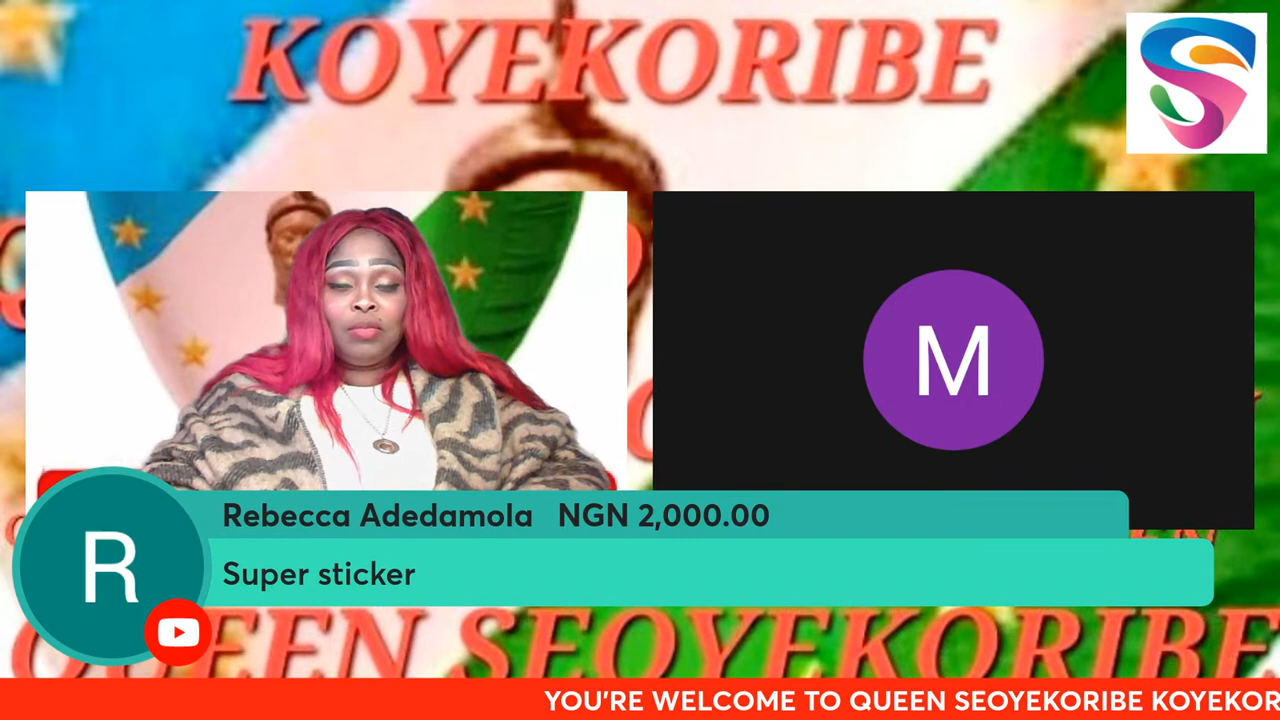 KOYEKORIBE
M
Rebecca Adedamola NGN 2,000.00
R
Super sticker
QUEEN SEOYEKORIBE
YOU'RE WELCOME TO QUEEN SEOYEKORIBE KOYEKOR